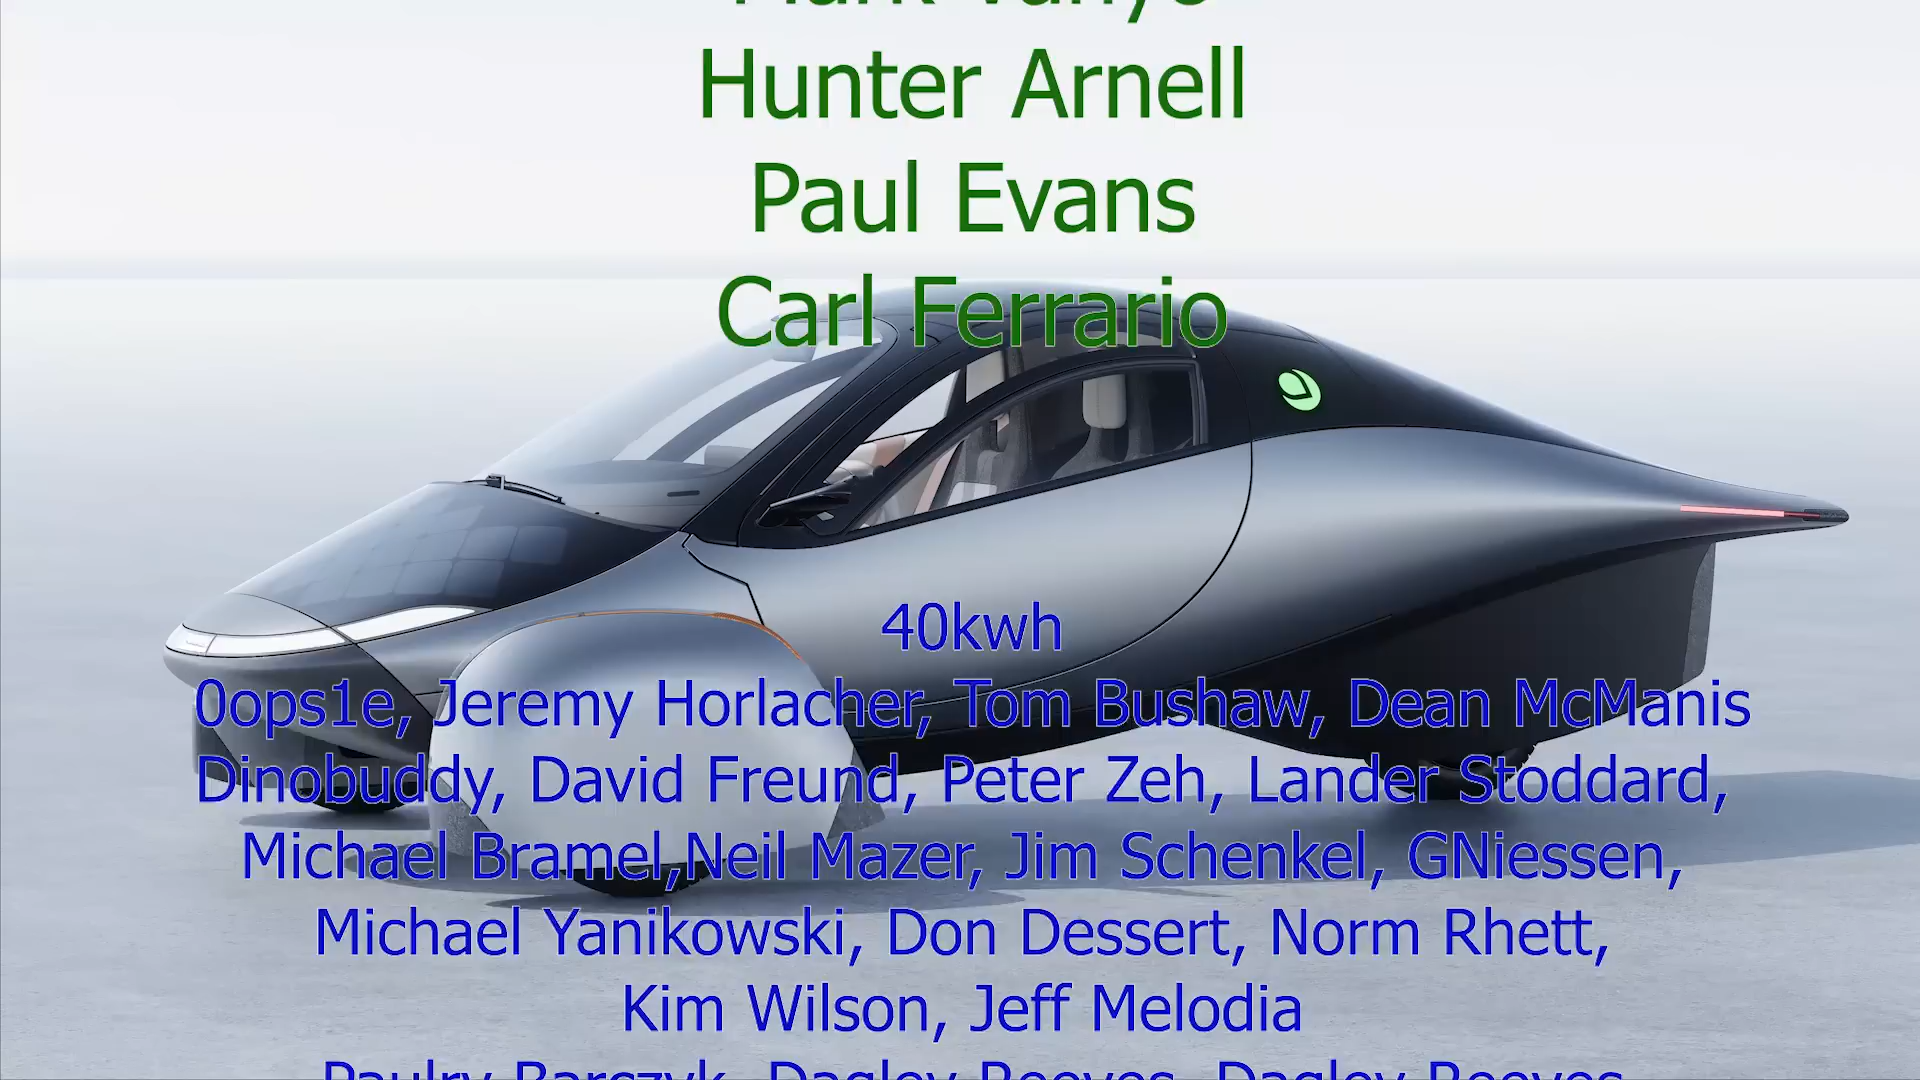 Hunter Arnell
Paul Evans
Carl Ferrario
40kwh
0ops1e, Jeremy Horlacher, Tom Bushaw, Dean McManis
Dinobuddy, David Freund, Peter Zeh, Lander Stoddard,
Michael Bramel,Neil Mazer, Jim Schenkel, GNiessen,
Michael Yanikowski, Don Dessert, Norm Rhett,
Kim Wilson, Jeff Melodia